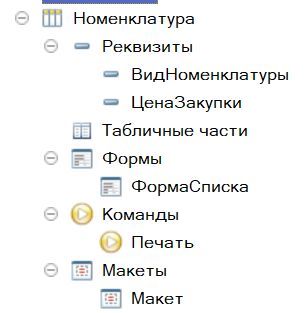 Номенклатура
Реквизиты
ВидНоменклатуры
ЦенаЗакупки
Табличные части
Формы
ФормаСписка
Команды
Печать
Макеты
Макет